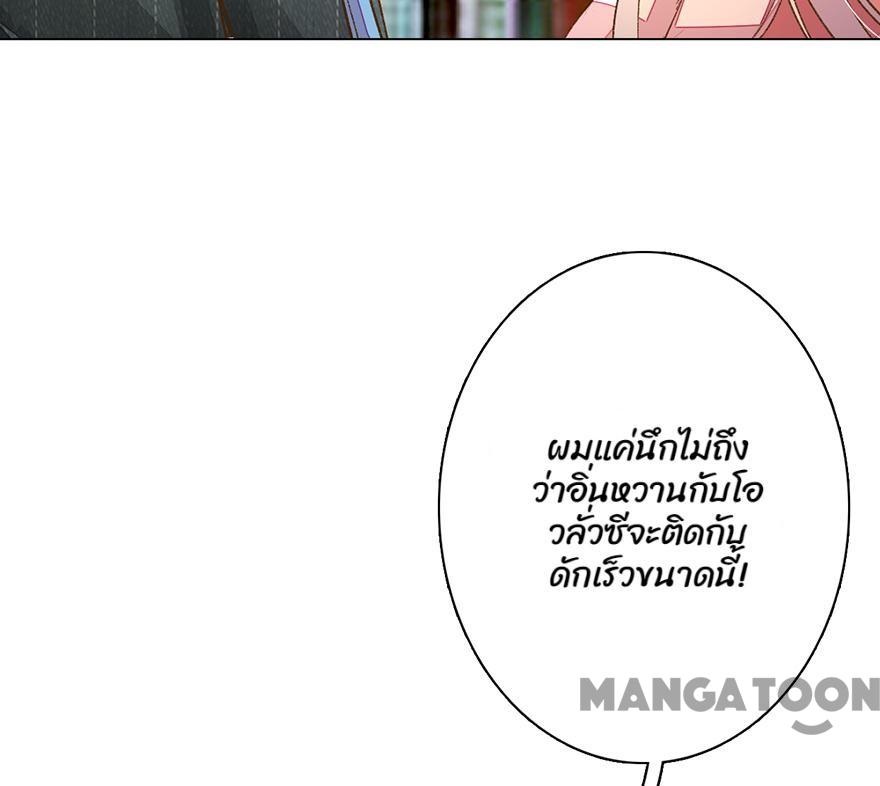 ผมแค่นึกไม่ถึง
ว่าอิ่นหวานกับโอ
วลั่วซีจะติดกับ
ดักเร็วขนาดนี้!
MANGATOON